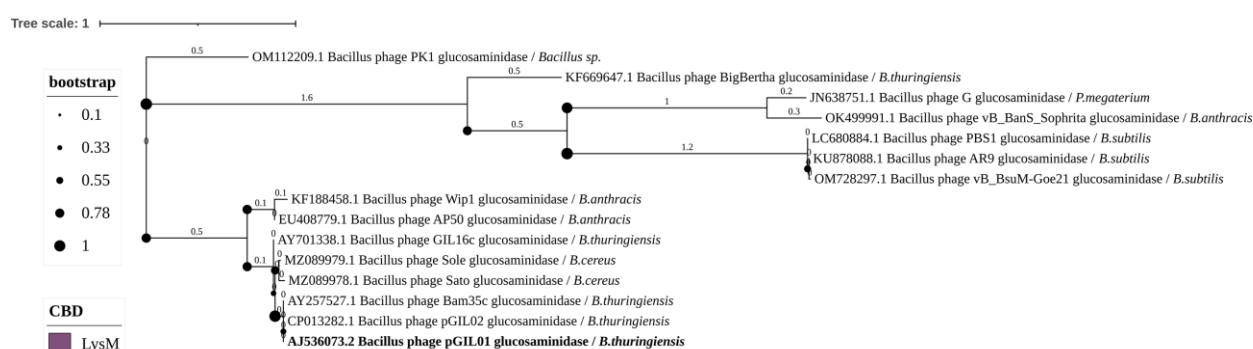 Tree scale: 1
0.5
OM112209.1 Bacillus phage PK1 glucosaminidase / Bacillus sp.
0.5
KF669647.1 Bacillus phage BigBertha glucosaminidase / B.thuringiensis
bootstrap
1.6
0.2
JN638751.1 Bacillus phage G glucosaminidase / P.megaterium
1
0.1
0.3
OK499991.1 Bacillus phage vB_BanS_Sophrita glucosaminidase / B.anthracis
0.5
0
0
LC680884.1 Bacillus phage PBS1 glucosaminidase / B.subtilis
0.33
1.2
0
KU878088.1 Bacillus phage AR9 glucosaminidase / B.subtilis
0.55
0
OM728297.1 Bacillus phage vB_BsuM-Goe21 glucosaminidase / B.subtilis
0.1
KF188458.1 Bacillus phage Wip1 glucosaminidase / B.anthracis
0.78
0.1
0
EU408779.1 Bacillus phage AP50 glucosaminidase / B.anthracis
0.5
0
AY701338.1 Bacillus phage GIL16c glucosaminidase / B.thuringiensis
1
0
MZ089979.1 Bacillus phage Sole glucosaminidase / B.cereus
0.1
0
MZ089978.1 Bacillus phage Sato glucosaminidase / B.cereus
0
AY257527.1 Bacillus phage Bam35c glucosaminidase / B.thuringiensis
CBD
0
CP013282.1 Bacillus phage pGIL02 glucosaminidase / B.thuringiensis
LysM
0
AJ536073.2 Bacillus phage pGIL01 glucosaminidase / B.thuringiensis